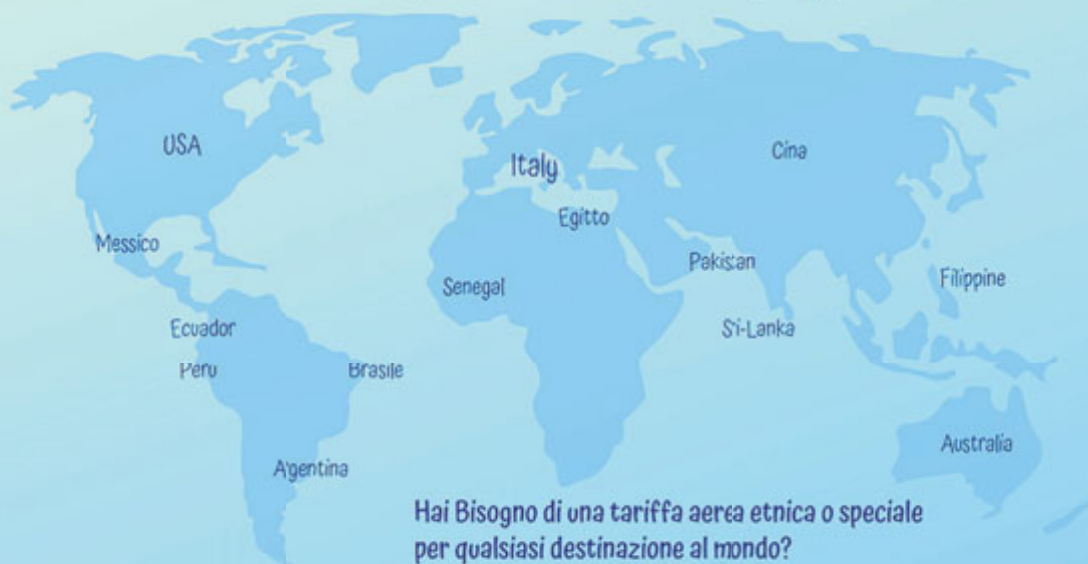 USA
Italy
Cina
Messico
Egitto
Pakistan
Senegal
Filippine
Ecuador
Sri-Lanka
Perù
Brasile
Australia
Argentina
Hai Bisogno di una tariffa aerea etnica o speciale
per qualsiasi destinazione al mondo?